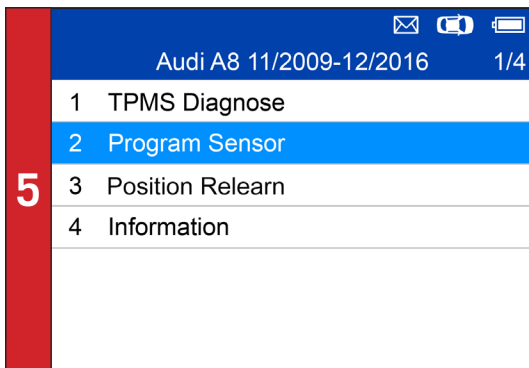 Audi A8 11/2009-12/2016 1/4
1 TPMS Diagnose
2 Program Sensor
5
3 Position Relearn
4 Information